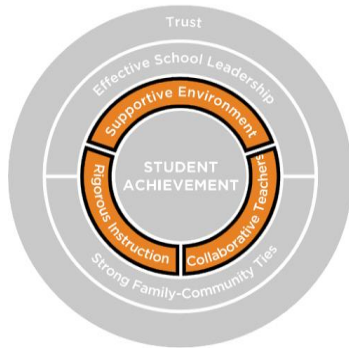 Trust
Effective School Leadership
Supportive Environment
STUDENT
ACHIEVEMENT
Rigorous Instruction
Collaborative Teachers
Strong Family-Community Ties